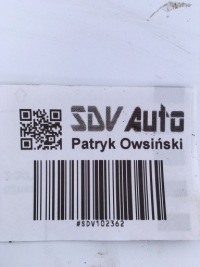 SDV Auto
Patryk Owsiński
#SDV102362